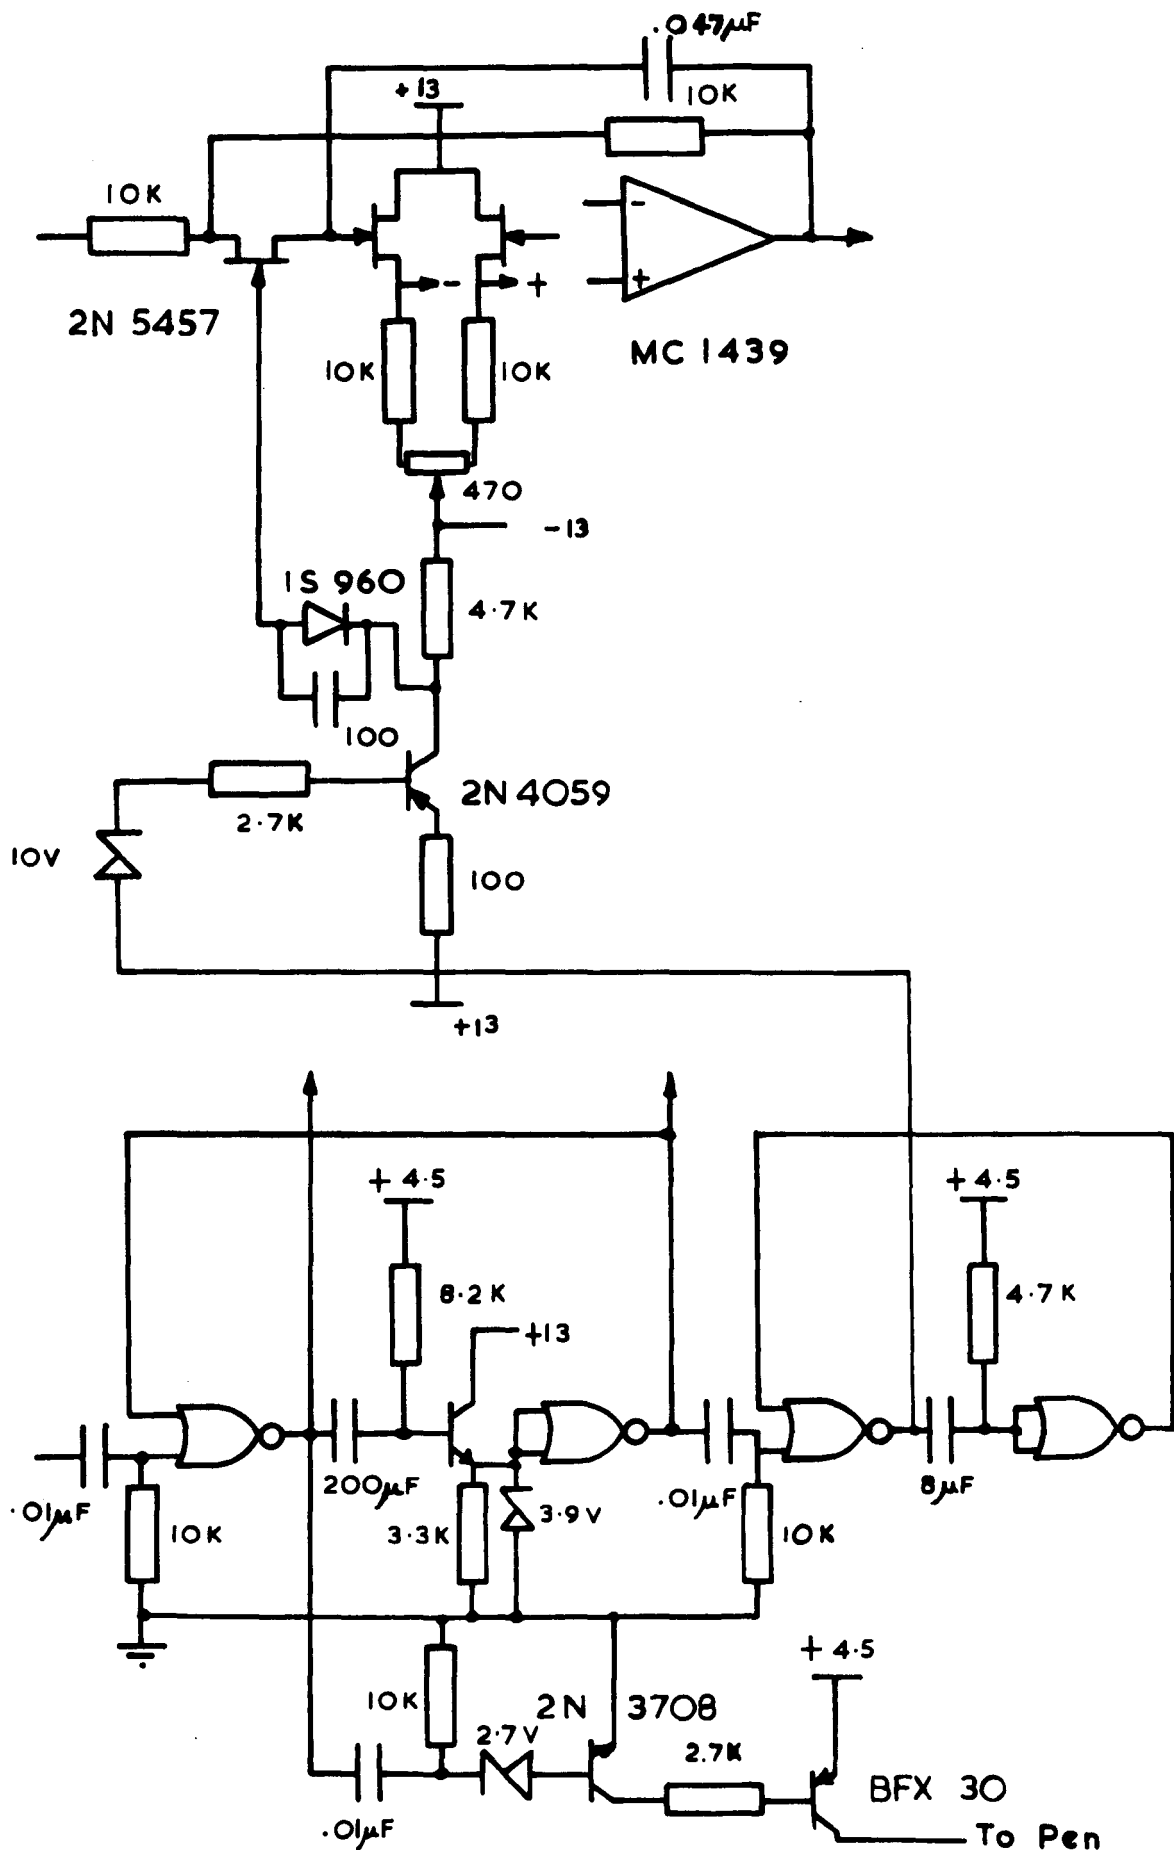 .047µF
+13
10K
10K
-
+
-
+
2N 5457
MC 1439
10K
10K
470
-13
1S 960
4.7K
100
2N 4059
2.7K
10V
100
+13
+ 4.5
+ 4.5
8.2K
4.7K
+13
.01µF
200µF
.01µF
8µF
10K
3.3K
3.9V
10K
+ 4.5
10K
2N 3708
2.7V
2.7K
BFX 30
.01µF
To Pen